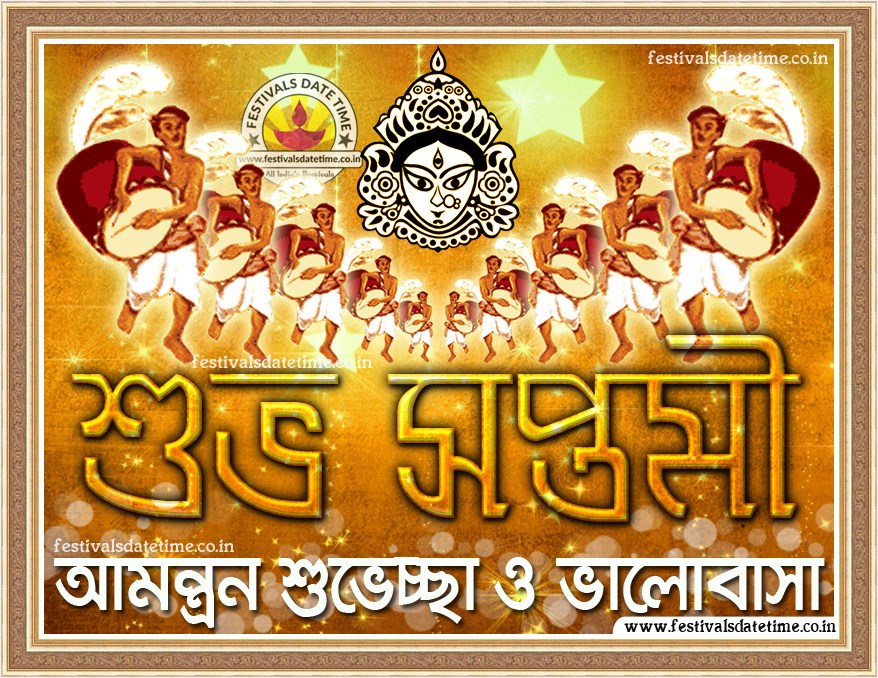 festivalsdatetime.co.in
FESTIVALS DATE TIME
www.festivalsdatetime.co.in
All India's Festivals
festivalsdatetime.co.in
শুভ সপ্তমী
festivalsdatetime.co.in
আমন্ত্রন শুভেচ্ছা ও ভালোবাসা
www.festivalsdatetime.co.in